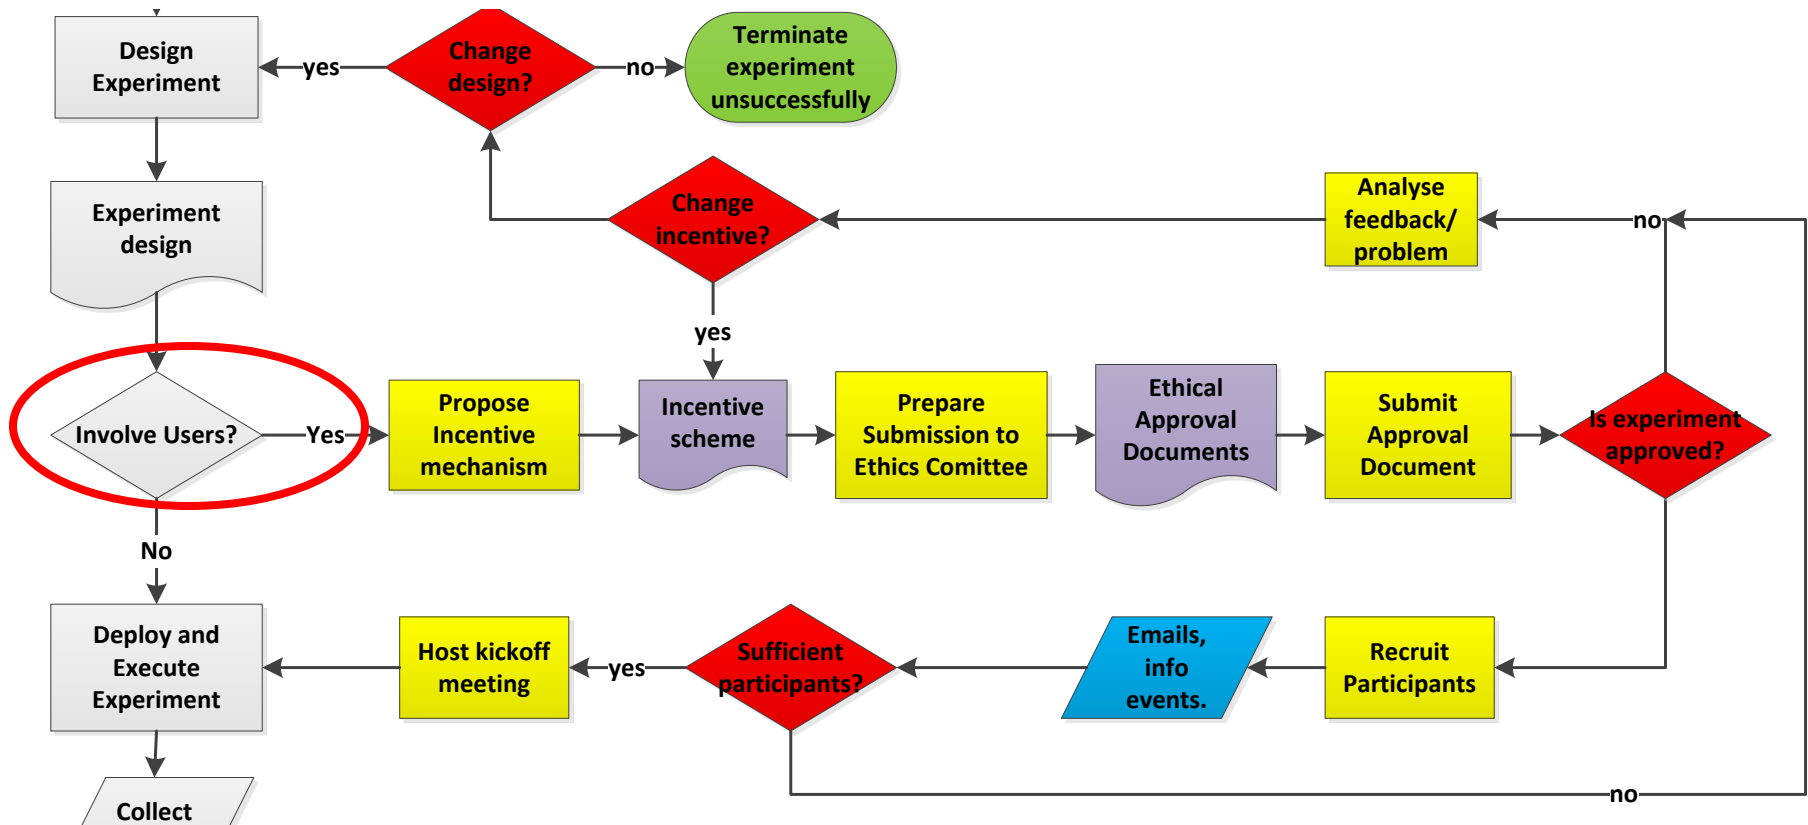 Design
Experiment
yes
Change
design?
no
Terminate
experiment
unsuccessfully
Experiment
design
Change
incentive?
Analyse
feedback/
problem
no
yes
Involve Users?
Yes
Propose
Incentive
mechanism
Incentive
scheme
Prepare
Submission to
Ethics Comittee
Ethical
Approval
Documents
Submit
Approval
Document
Is experiment
approved?
No
Deploy and
Execute
Experiment
Host kickoff
meeting
yes
Sufficient
participants?
Emails,
info
events.
Recruit
Participants
no
Collect